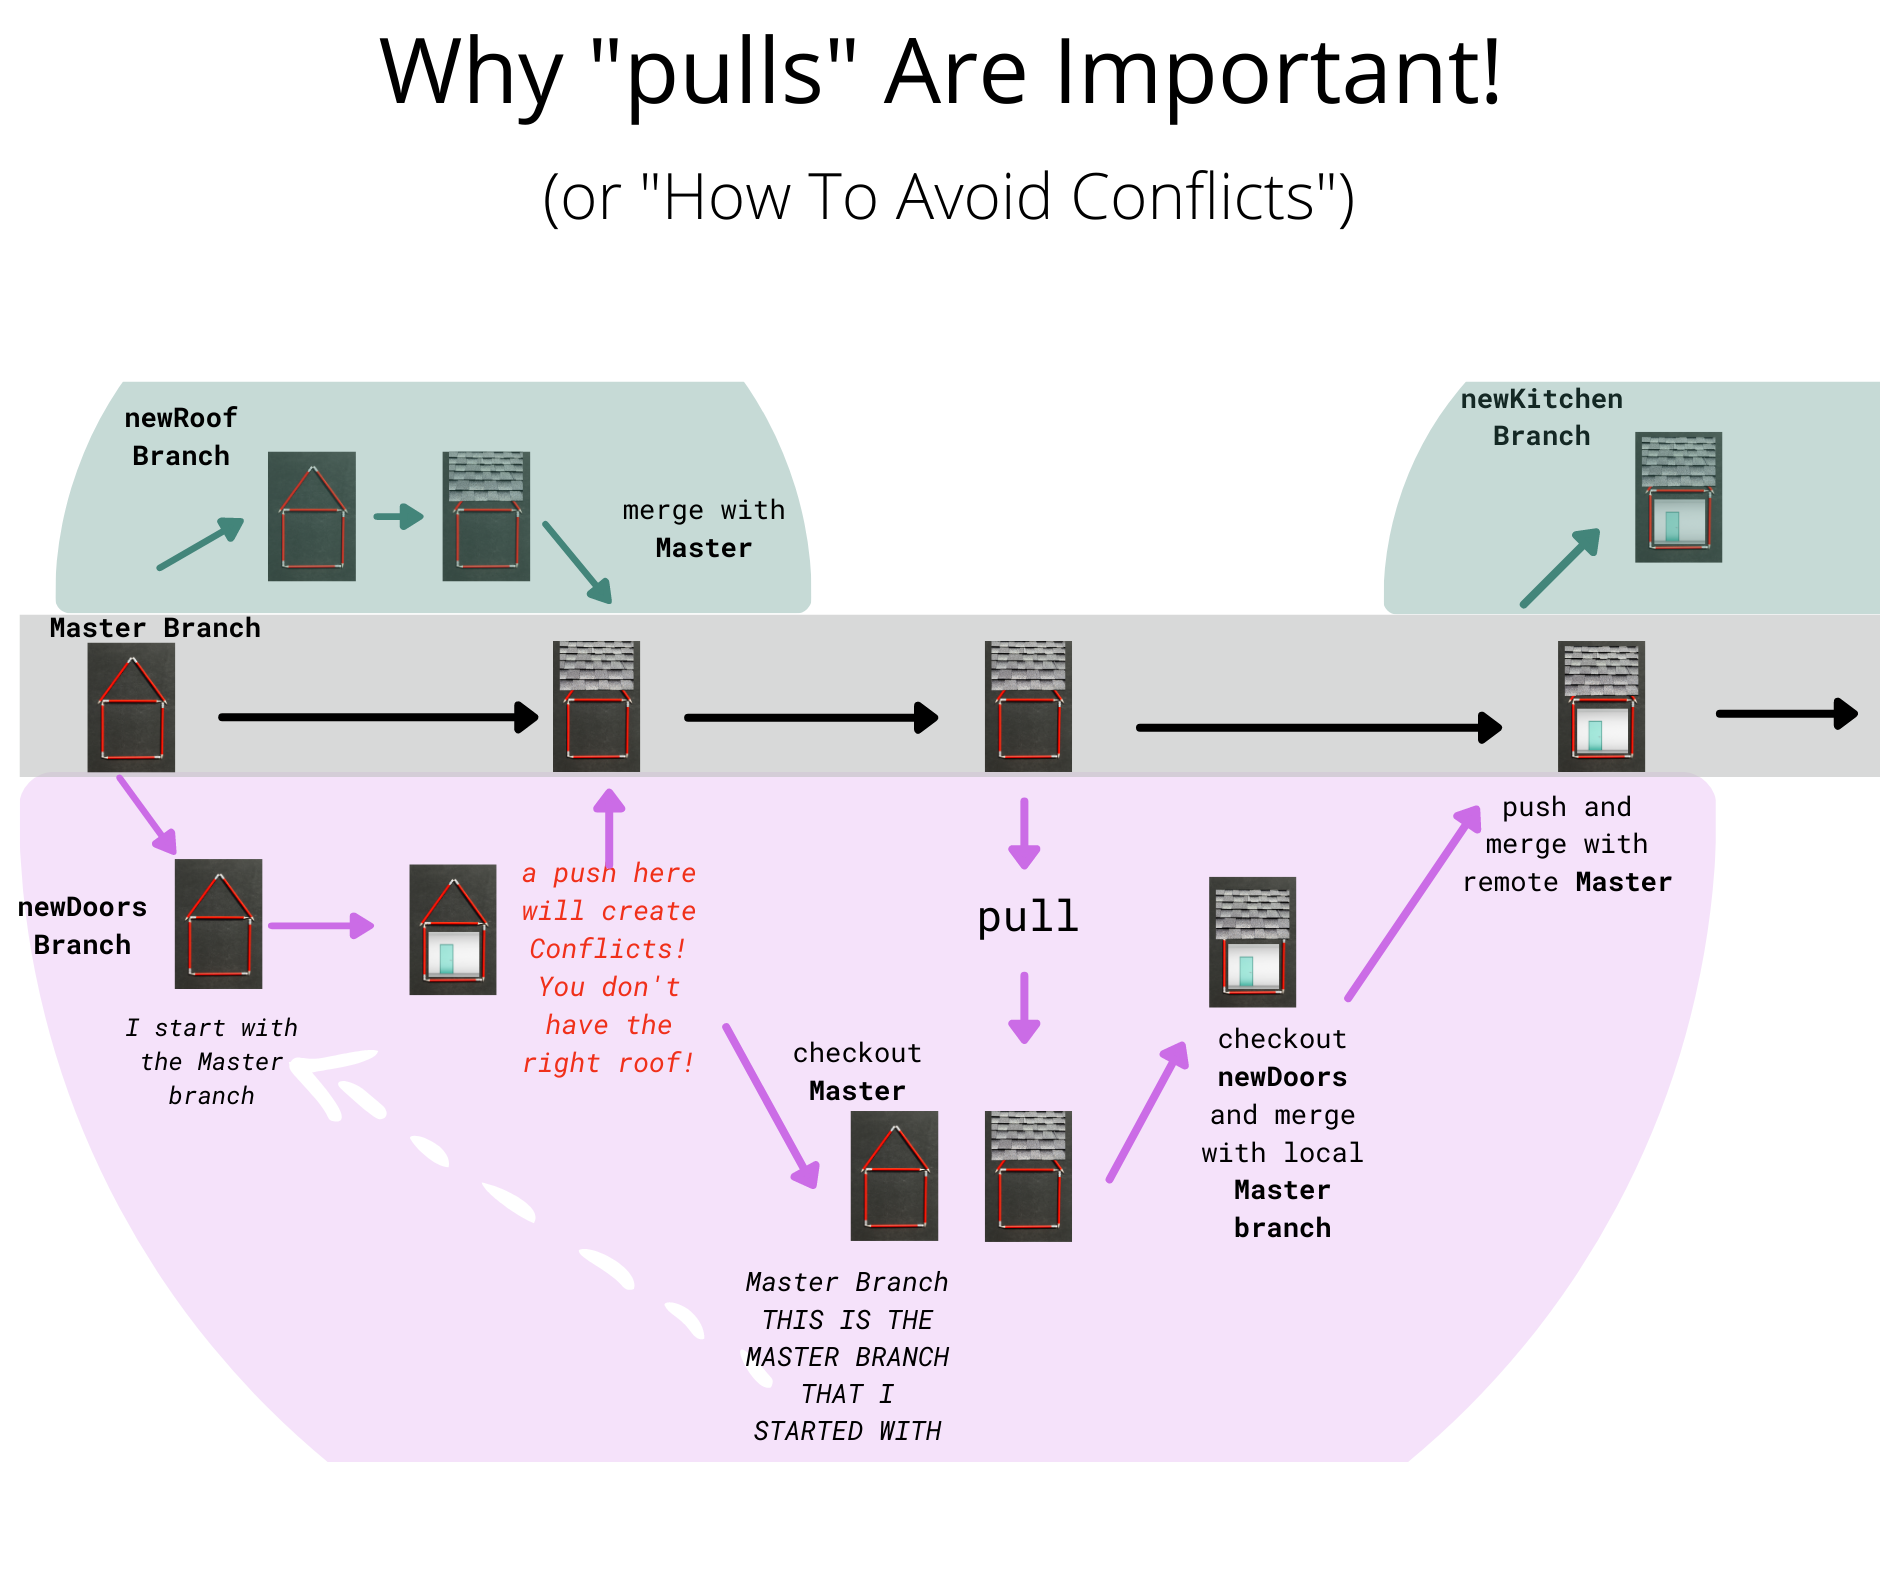 Why "pulls" Are Important!
(or "How To Avoid Conflicts")
newRoof
Branch
merge with
Master
newKitchen
Branch
Master Branch
newDoors
Branch
I start with
the Master
branch
a push here
will create
Conflicts!
You don't
have the
right roof!
checkout
Master
Master Branch
THIS IS THE
MASTER BRANCH
THAT I
STARTED WITH
pull
checkout
newDoors
and merge
with local
Master
branch
push and
merge with
remote Master